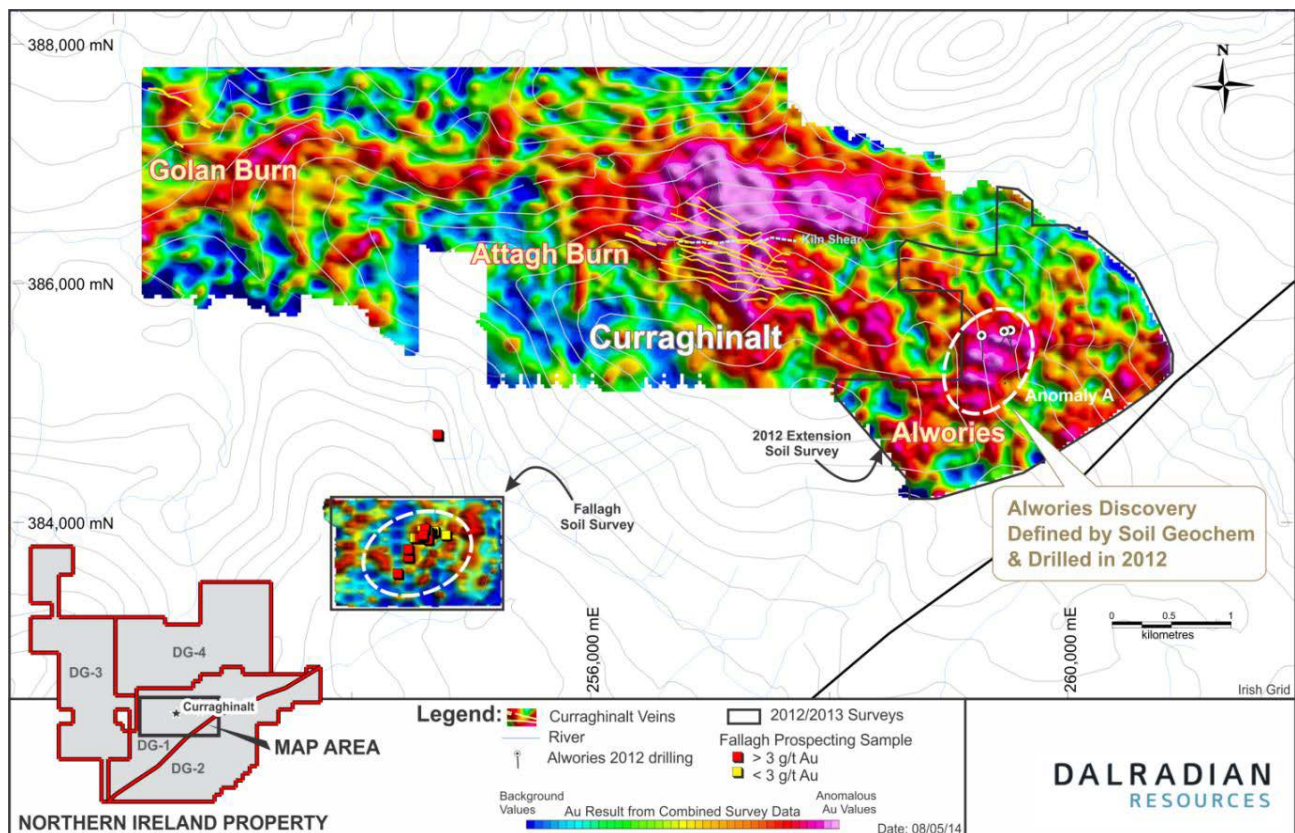 388,000 mN
N
Golan Burn
Kim Shear
Attagh Burn
386,000 mN
Curraghinalt
Anomaly A
Alwories
2012 Extension
Soil Survey
Fallagh
Soil Survey
Alwories Discovery
Defined by Soil Geochem
& Drilled in 2012
384,000 mN
256,000 mE
260,000 mE
0 0.5 1
kilometres
Irish Grid
DG-3
DG-4
Curraghinalt
DG-1
MAP AREA
DG-2
NORTHERN IRELAND PROPERTY
Legend:
Curraghinalt Veins
River
Alwories 2012 drilling
2012/2013 Surveys
Fallagh Prospecting Sample
> 3 g/t Au
< 3 g/t Au
Background
Values
Au Result from Combined Survey Data
Anomalous
Au Values
Date: 08/05/14
DALRADIAN
RESOURCES